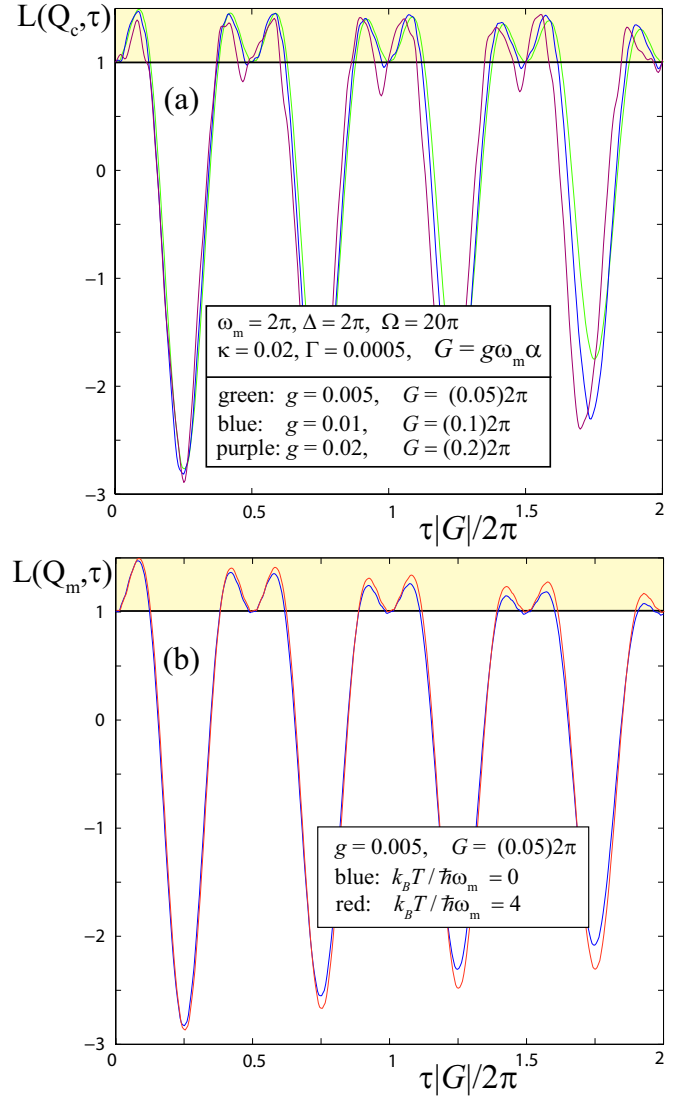 L(Q_c,τ)
1
(a)
0
−1
ω_m = 2π, Δ = 2π, Ω = 20π
κ = 0.02, Γ = 0.0005, G = gω_mα
−2
green: g = 0.005, G = (0.05)2π
blue: g = 0.01, G = (0.1)2π
purple: g = 0.02, G = (0.2)2π
−3
0 0.5 1 1.5 2
τ|G|/2π
L(Q_m,τ)
1
(b)
0
−1
g = 0.005, G = (0.05)2π
blue: k_BT/ħω_m = 0
red: k_BT/ħω_m = 4
−2
−3
0 0.5 1 1.5 2
τ|G|/2π